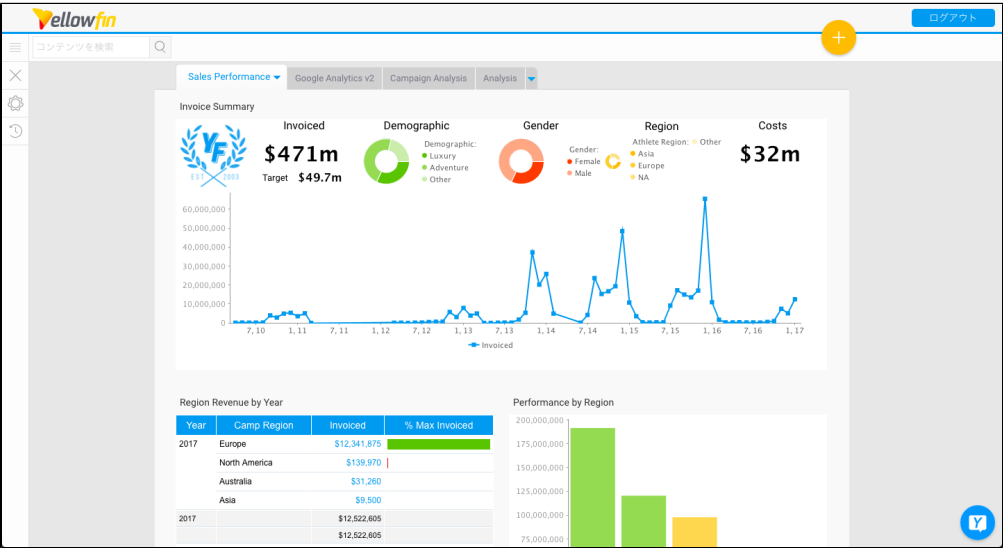 Yellowfin
ログアウト
コンテンツを検索
Sales Performance
Google Analytics v2
Campaign Analysis
Analysis
Invoice Summary
YF
EST 2003
Invoiced
$471m
Target $49.7m
Demographic
Demographic:
Luxury
Adventure
Other
Gender
Gender:
Female
Male
Region
Athlete Region:
Other
Asia
Europe
NA
Costs
$32m
60,000,000
50,000,000
40,000,000
30,000,000
20,000,000
10,000,000
0
7, 10 1, 11 7, 11 1, 12 7, 12 1, 13 7, 13 1, 14 7, 14 1, 15 7, 15 1, 16 7, 16 1, 17
Invoiced
Region Revenue by Year
Year Camp Region Invoiced % Max Invoiced
2017 Europe $12,341,875
North America $139,970
Australia $31,260
Asia $9,500
2017 $12,522,605
$12,522,605
Performance by Region
200,000,000
175,000,000
150,000,000
125,000,000
100,000,000
75,000,000